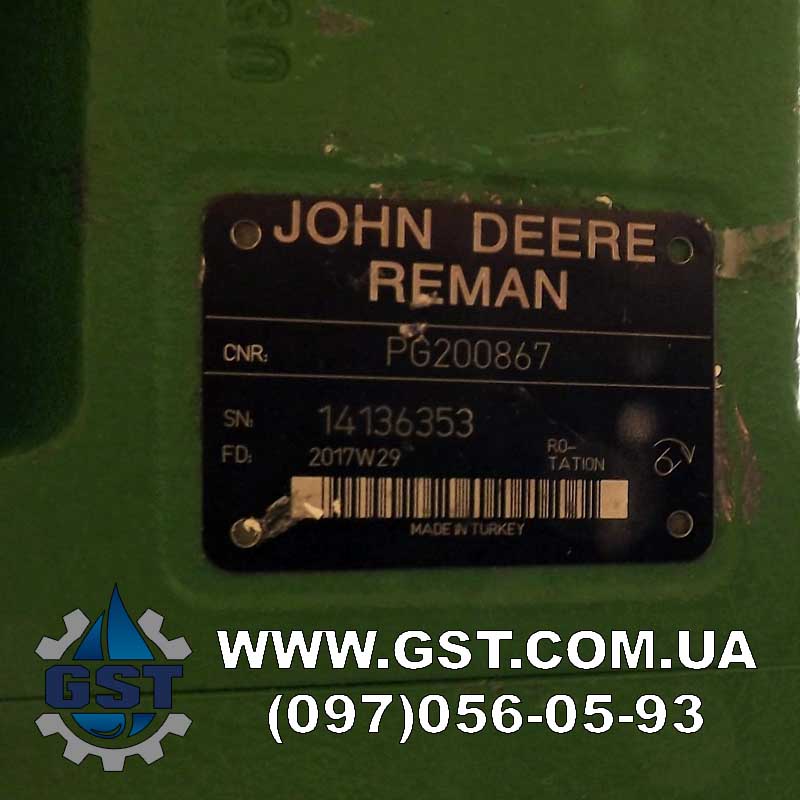 JOHN DEERE
REMAN
CNR: PG200867
SN: 14136353
FD: 2017W29
RO-
TATION
MADE IN TURKEY
GST
WWW.GST.COM.UA
(097)056-05-93